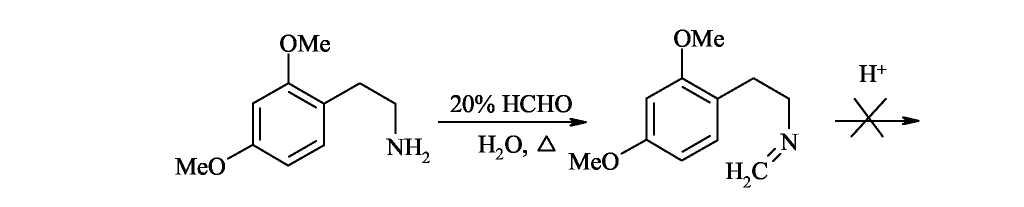 OMe
MeO
NH₂
20% HCHO
H₂O, △
OMe
MeO
N
H₂C
H⁺